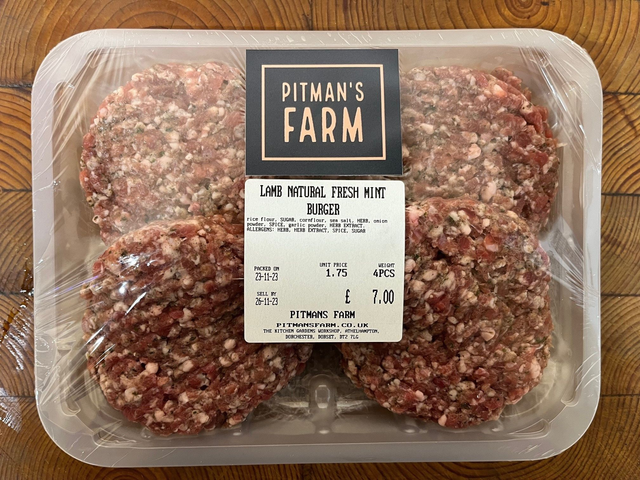 PITMAN'S
FARM
LAMB NATURAL FRESH MINT
BURGER
rice flour, SUGAR, cornflour, sea salt, HERB, onion
powder, SPICE, garlic powder, HERB EXTRACT.
ALLERGENS: HERB, HERB EXTRACT, SPICE, SUGAR
UNIT PRICE WEIGHT
PACKED ON
23-11-23 1.75 4PCS
SELL BY
26-11-23 £ 7.00
PITMANS FARM
PITMANSFARM.CO.UK
THE KITCHEN GARDENS WORKSHOP, ATHELHAMPTON,
DORCHESTER, DORSET, DT2 7LG